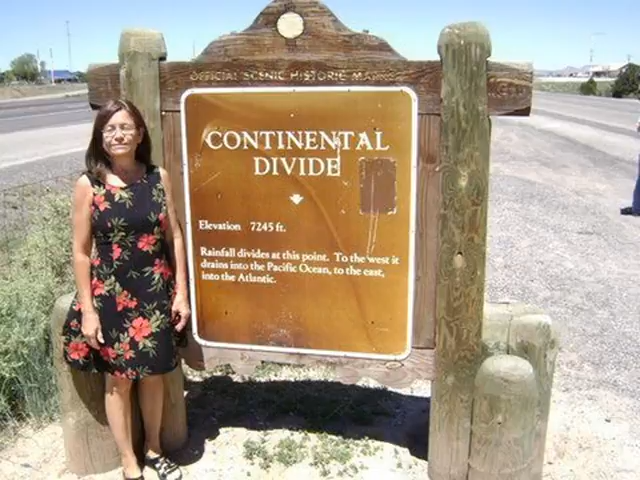 OFFICIAL SCENIC HISTORIC MARKER
CONTINENTAL
DIVIDE
Elevation 7245 ft.
Rainfall divides at this point. To the west it
drains into the Pacific Ocean, to the east,
into the Atlantic.